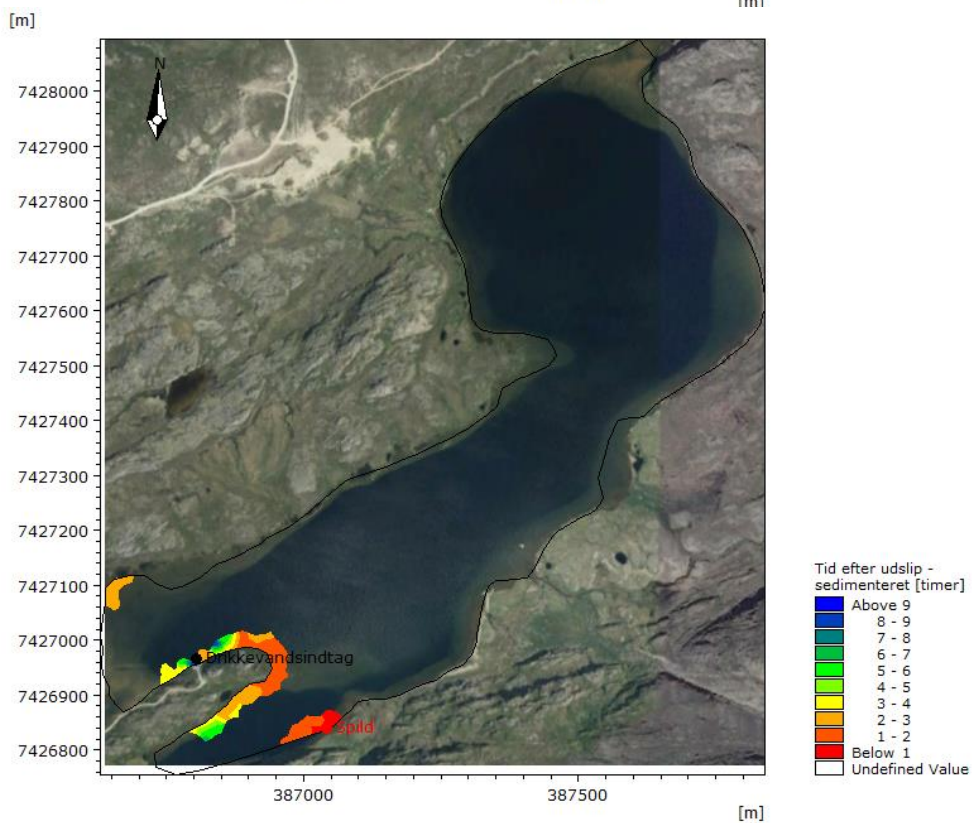 [m]
[m]
N
7428000
7427900
7427800
7427700
7427600
7427500
7427400
7427300
7427200
7427100
7427000
7426900
7426800
Drikkevandsindtag
Spild
387000
387500
[m]
Tid efter udslip -
sedimenteret [timer]
Above 9
8 - 9
7 - 8
6 - 7
5 - 6
4 - 5
3 - 4
2 - 3
1 - 2
Below 1
Undefined Value